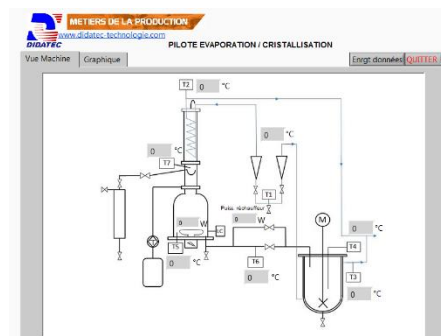 METIERS DE LA PRODUCTION
www.didatec-technologie.com
DIDATEC
PILOTE EVAPORATION / CRISTALLISATION
Vue Machine
Graphique
Enrgt données
QUITTER
T2
0 °C
0 °C
0 °C
T7
T1
Puiss. réchauffeur
0 W
0 W
LC
M
0 °C
T5
T6
T4
T3
0 °C
0 °C
0 °C